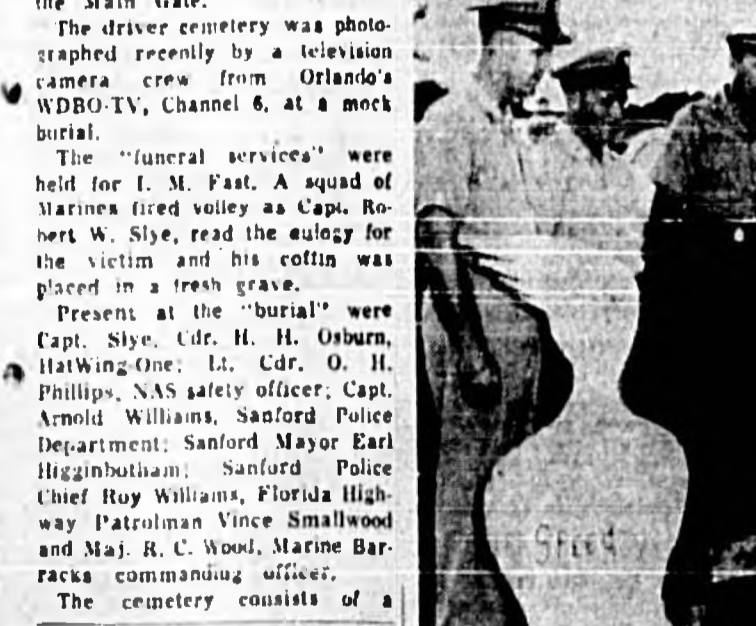 the Main Gate.
The driver cemetery was photo-
graphed recently by a television
camera crew from Orlando's
WDBO-TV, Channel 6, at a mock
burial.
The "funeral services" were
held for I. M. Fast. A squad of
Marines fired volley as Capt. Ro-
bert W. Slye, read the eulogy for
the victim and his coffin was
placed in a fresh grave.
Present at the "burial" were
Capt. Slye, Cdr. H. H. Osburn,
HatWing-One; Lt. Cdr. O. H.
Phillips, NAS safety officer; Capt.
Arnold Williams, Sanford Police
Department; Sanford Mayor Earl
Higginbotham; Sanford Police
Chief Roy Williams, Florida High-
way Patrolman Vince Smallwood
and Maj. R. C. Wood, Marine Bar-
racks commanding officer.
The cemetery consists of a